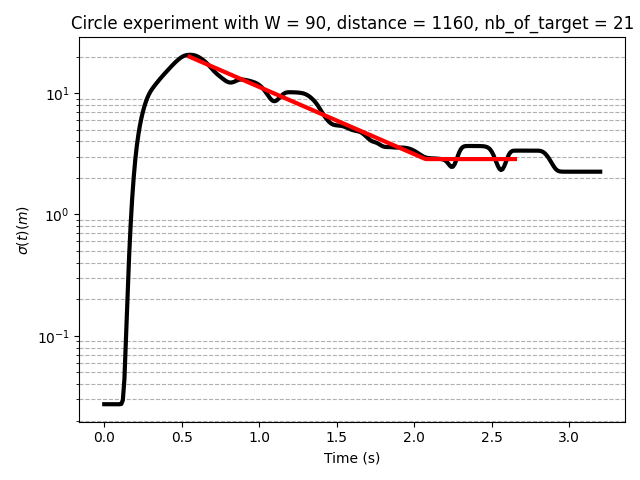 Circle experiment with W = 90, distance = 1160, nb_of_target = 21
10¹
10⁰
10⁻¹
σ(t)(m)
0.0 0.5 1.0 1.5 2.0 2.5 3.0
Time (s)